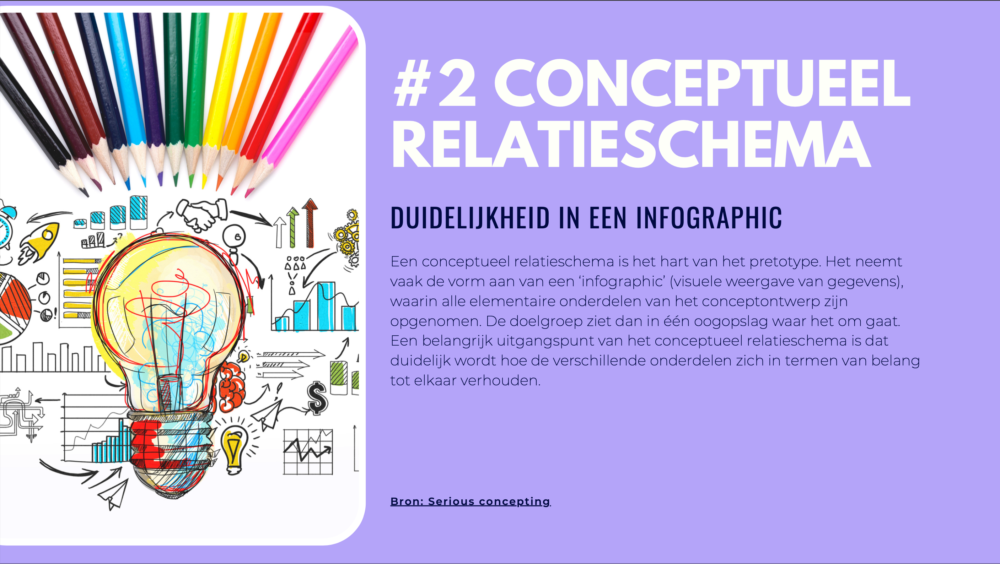 #2 CONCEPTUEEL
RELATIESCHEMA
DUIDELIJKHEID IN EEN INFOGRAPHIC
Een conceptueel relatieschema is het hart van het pretotype. Het neemt
vaak de vorm aan van een ‘infographic’ (visuele weergave van gegevens),
waarin alle elementaire onderdelen van het conceptontwerp zijn
opgenomen. De doelgroep ziet dan in één oogopslag waar het om gaat.
Een belangrijk uitgangspunt van het conceptueel relatieschema is dat
duidelijk wordt hoe de verschillende onderdelen zich in termen van belang
tot elkaar verhouden.
Bron: Serious concepting